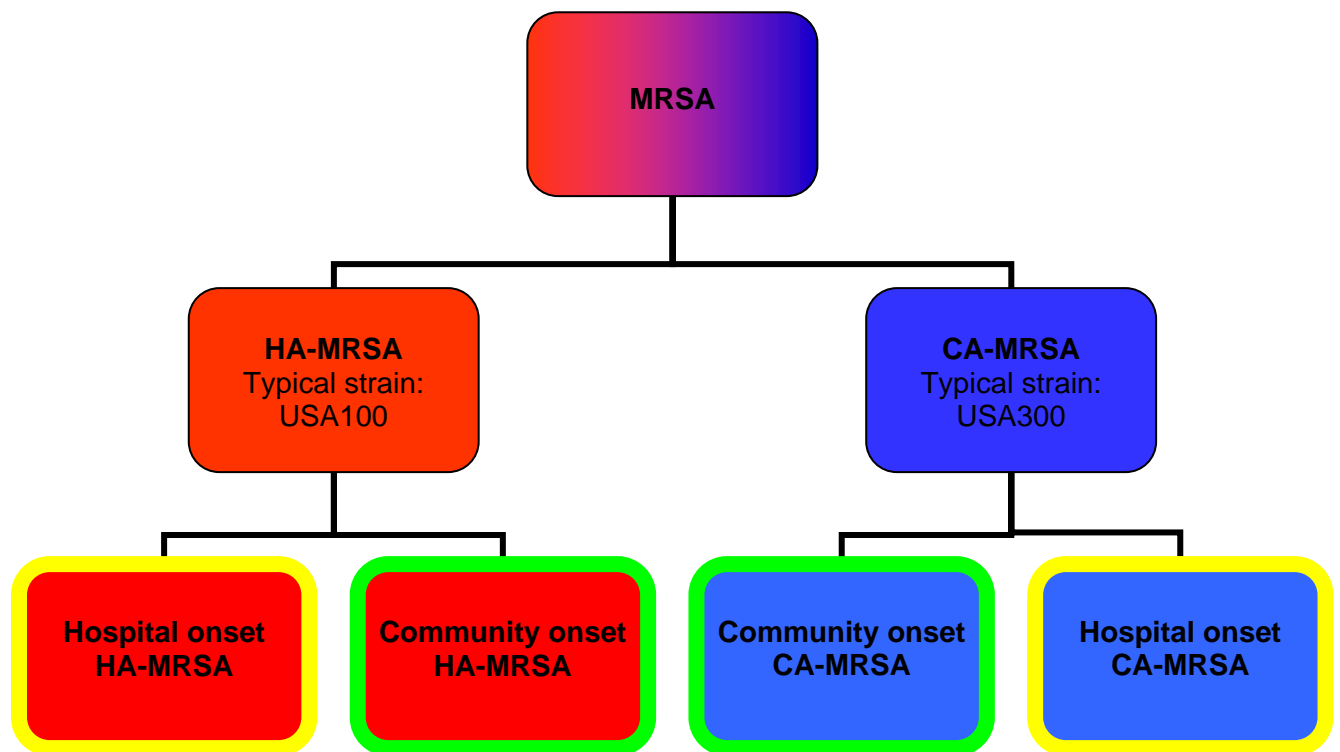 MRSA
HA-MRSA
Typical strain:
USA100
CA-MRSA
Typical strain:
USA300
Hospital onset
HA-MRSA
Community onset
HA-MRSA
Community onset
CA-MRSA
Hospital onset
CA-MRSA